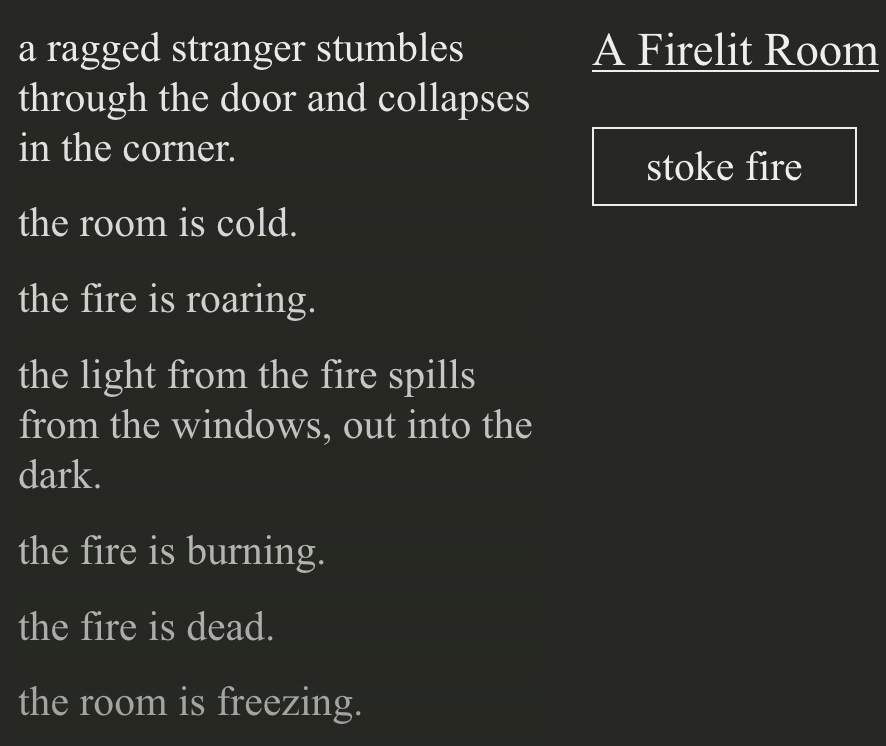 a ragged stranger stumbles
through the door and collapses
in the corner.
the room is cold.
the fire is roaring.
the light from the fire spills
from the windows, out into the
dark.
the fire is burning.
the fire is dead.
the room is freezing.
A Firelit Room
stoke fire